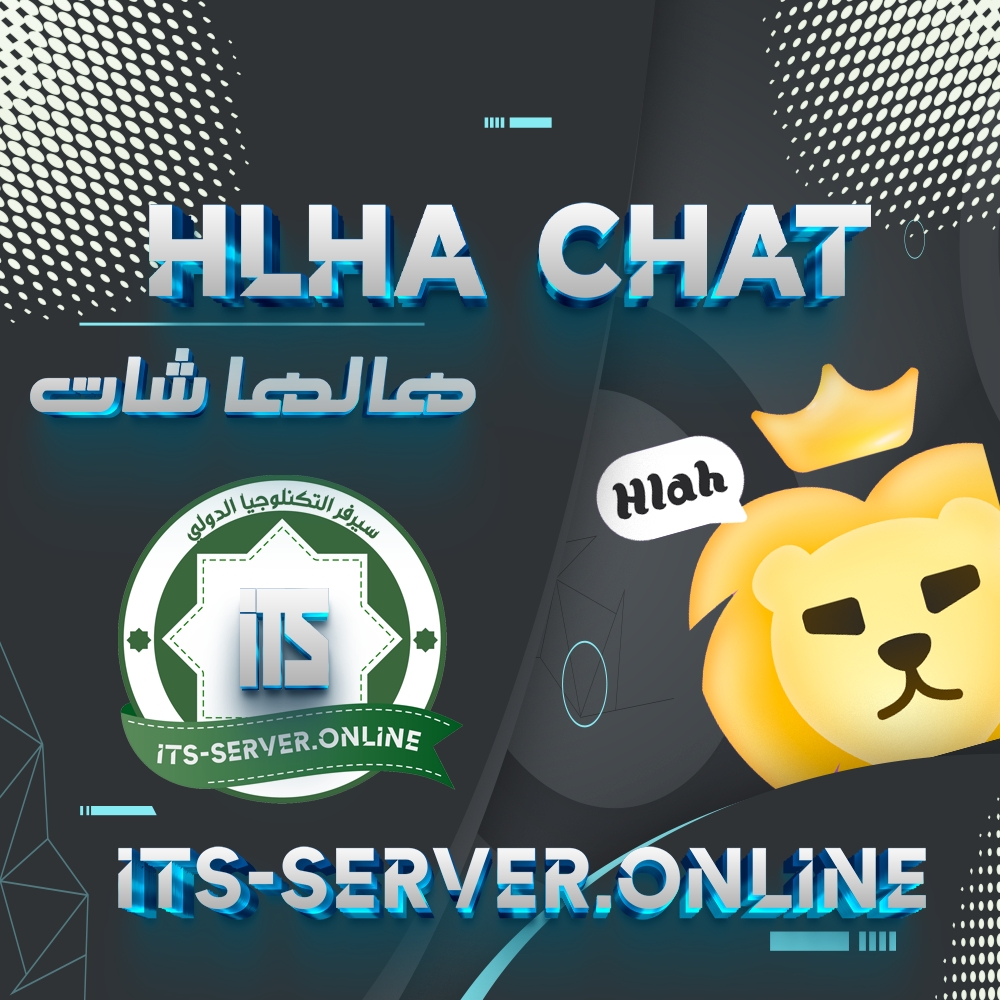 HLHA CHAT
هالها شات
Hlah
سيرفر التكنلوجيا الدولي
iTS
iTS-SERVER.ONLiNE
iTS-SERVER.ONLiNE